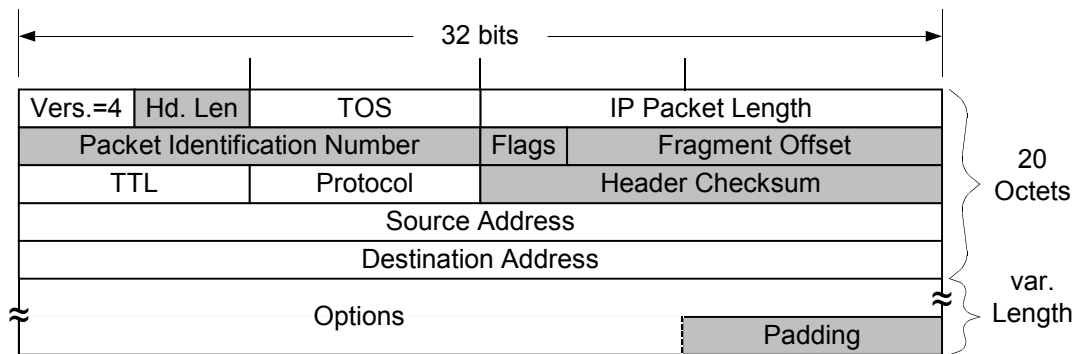 32 bits
Vers.=4 Hd. Len TOS IP Packet Length
Packet Identification Number Flags Fragment Offset
TTL Protocol Header Checksum
Source Address
Destination Address
Options
Padding
20
Octets
var.
Length